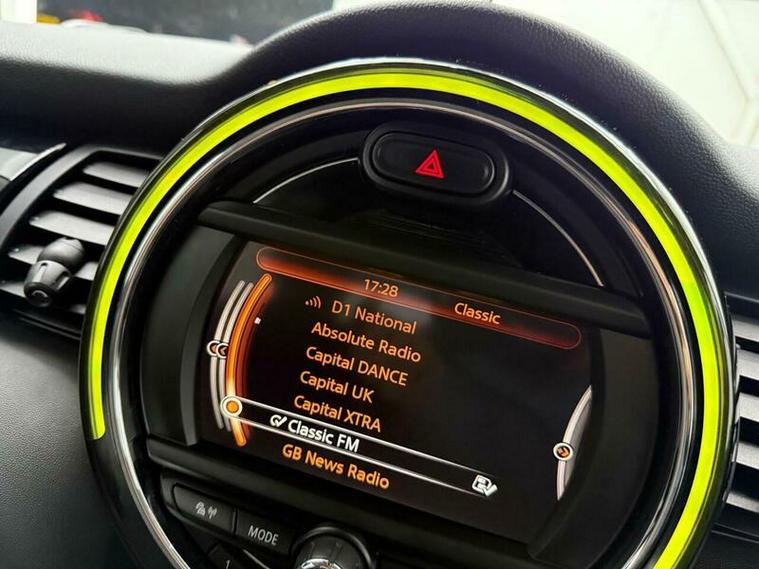 17:28 Classic
D1 National
Absolute Radio
Capital DANCE
Capital UK
Capital XTRA
Classic FM
GB News Radio
MODE
1